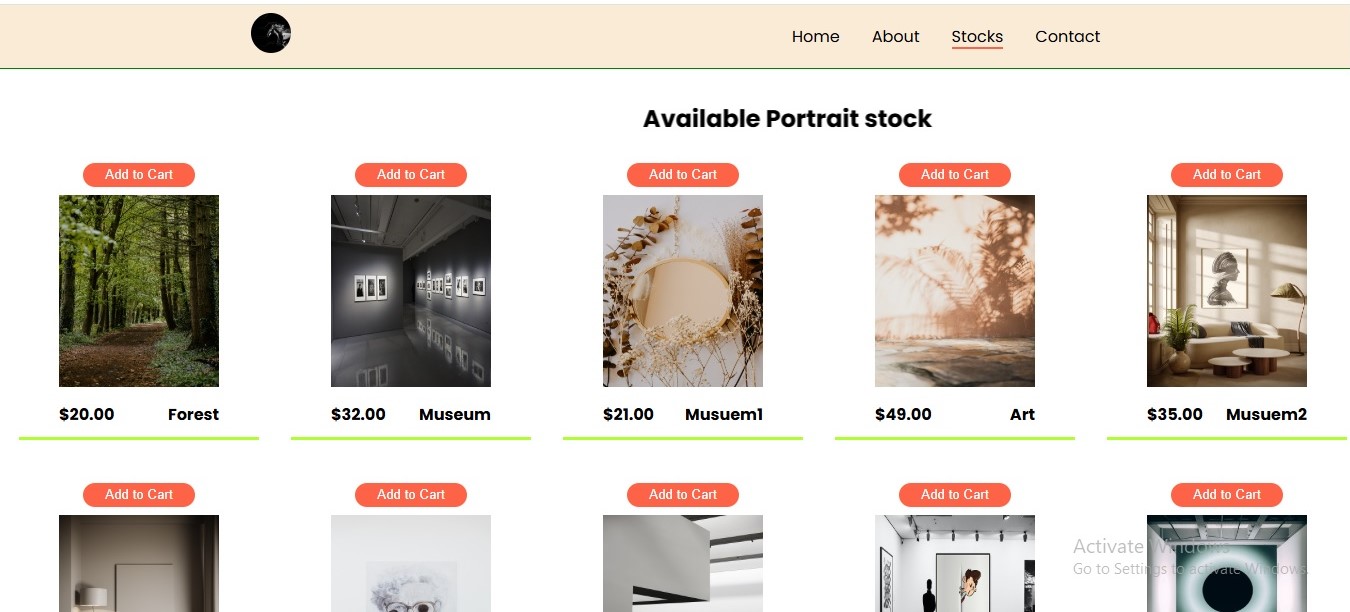 Home About Stocks Contact
Available Portrait stock
Add to Cart Add to Cart Add to Cart Add to Cart Add to Cart
$20.00 Forest $32.00 Museum $21.00 Musuem1 $49.00 Art $35.00 Musuem2
Add to Cart Add to Cart Add to Cart Add to Cart Add to Cart
Activate Windows
Go to Settings to activate Windows.